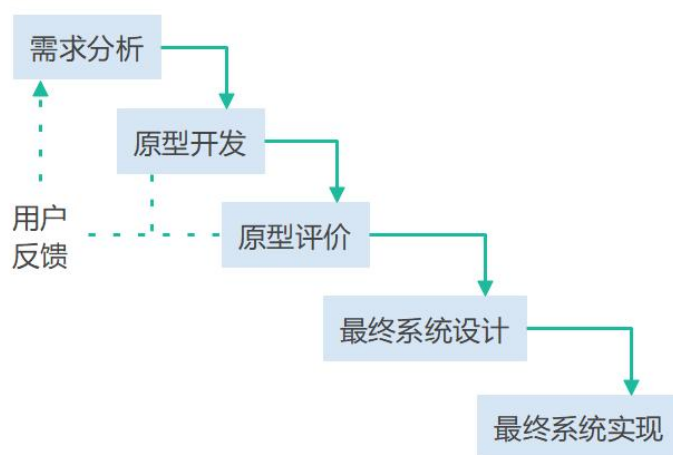 需求分析
原型开发
用户
反馈
原型评价
最终系统设计
最终系统实现